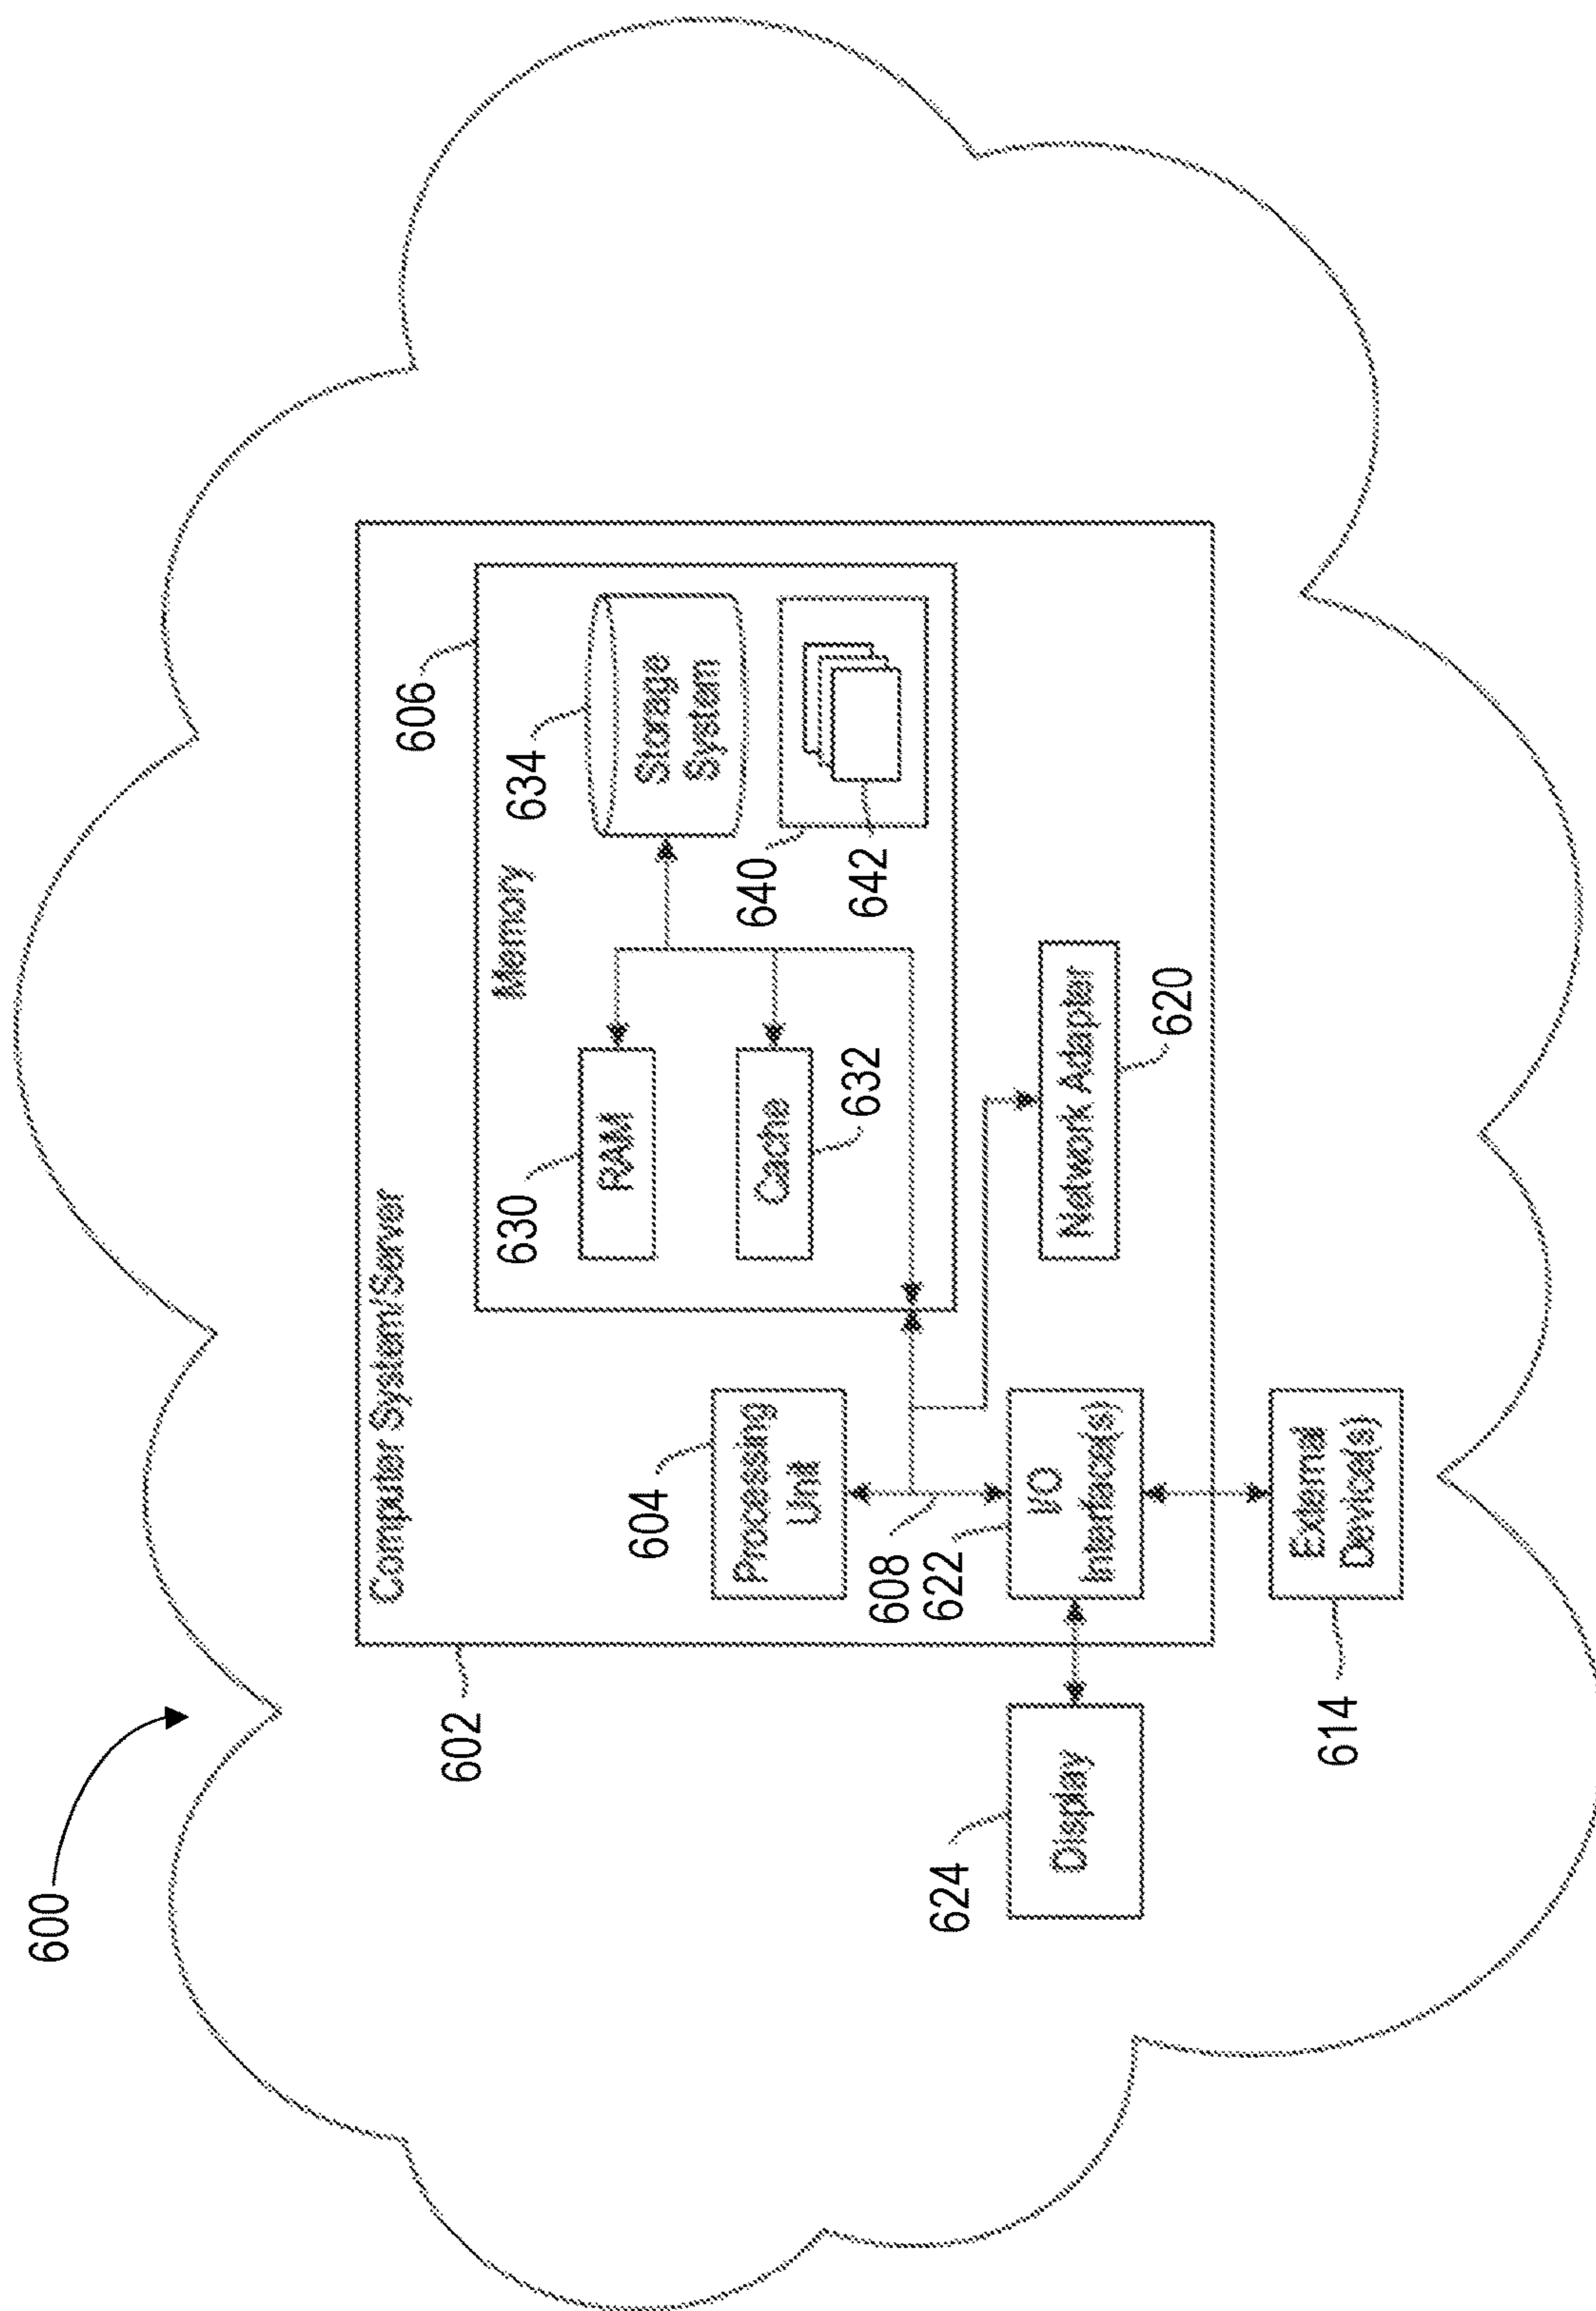 600
602
Computer System/Server
606
Memory
630
RAM
634
Storage
System
632
Cache
640
642
604
Processing
Unit
608
622
I/O
Interface(s)
620
Network Adapter
624
Display
614
External
Device(s)